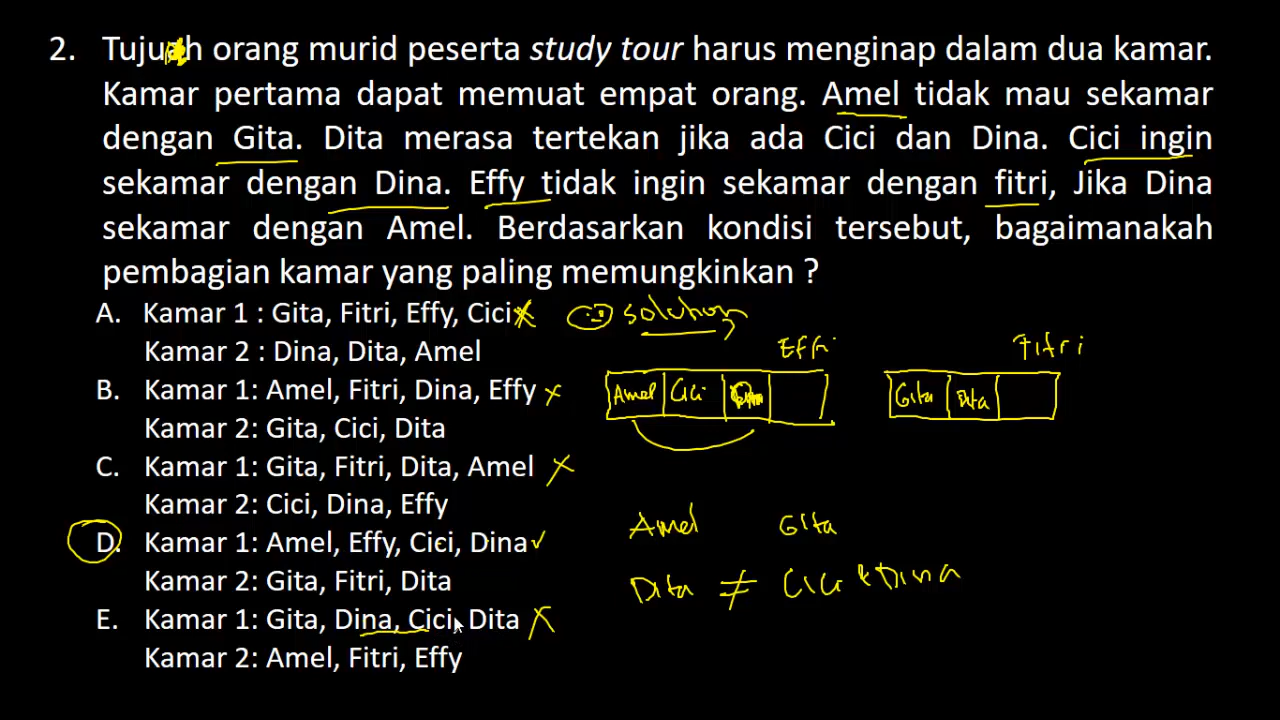 2. Tujuah orang murid peserta study tour harus menginap dalam dua kamar.
Kamar pertama dapat memuat empat orang. Amel tidak mau sekamar
dengan Gita. Dita merasa tertekan jika ada Cici dan Dina. Cici ingin
sekamar dengan Dina. Effy tidak ingin sekamar dengan fitri, Jika Dina
sekamar dengan Amel. Berdasarkan kondisi tersebut, bagaimanakah
pembagian kamar yang paling memungkinkan ?
A. Kamar 1 : Gita, Fitri, Effy, Cici
Kamar 2 : Dina, Dita, Amel
B. Kamar 1: Amel, Fitri, Dina, Effy
Kamar 2: Gita, Cici, Dita
C. Kamar 1: Gita, Fitri, Dita, Amel
Kamar 2: Cici, Dina, Effy
D. Kamar 1: Amel, Effy, Cici, Dina
Kamar 2: Gita, Fitri, Dita
E. Kamar 1: Gita, Dina, Cici, Dita
Kamar 2: Amel, Fitri, Effy
solution
Effi
Fitri
Amel Cici
Gita Dita
Amel Gita
Dita ≠ Cici & Dina